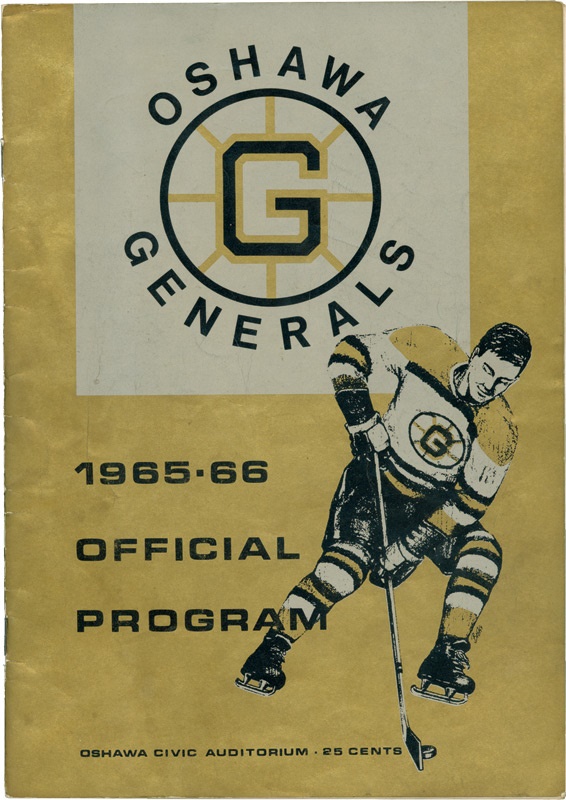 OSHAWA
G
GENERALS
G
1965·66
OFFICIAL
PROGRAM
OSHAWA CIVIC AUDITORIUM · 25 CENTS